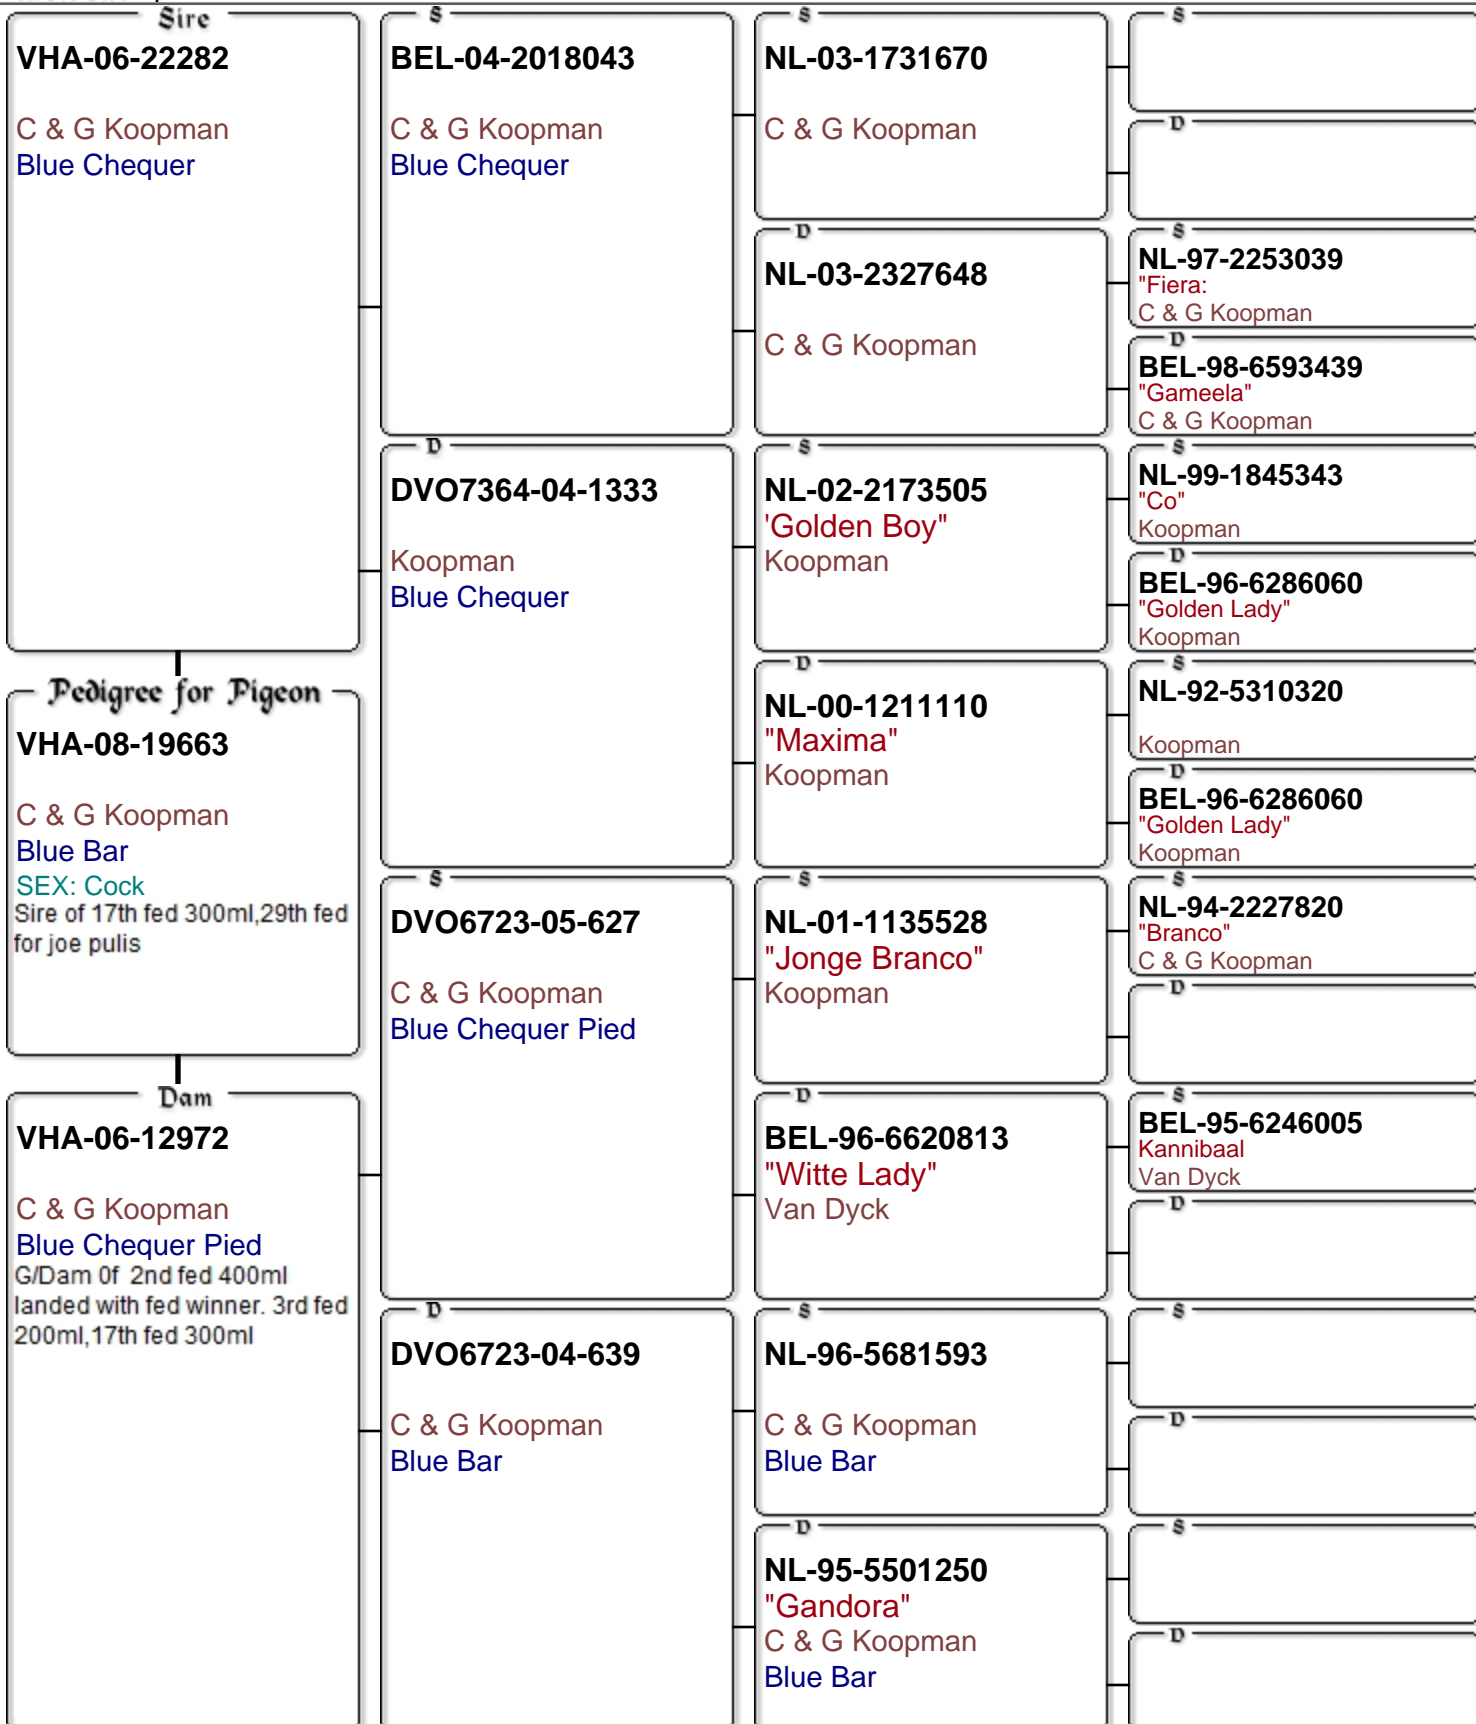 Sire
VHA-06-22282
C & G Koopman
Blue Chequer
Pedigree for Pigeon
VHA-08-19663
C & G Koopman
Blue Bar
SEX: Cock
Sire of 17th fed 300ml,29th fed
for joe pulis
Dam
VHA-06-12972
C & G Koopman
Blue Chequer Pied
G/Dam 0f 2nd fed 400ml
landed with fed winner. 3rd fed
200ml,17th fed 300ml
S
BEL-04-2018043
C & G Koopman
Blue Chequer
D
DVO7364-04-1333
Koopman
Blue Chequer
S
DVO6723-05-627
C & G Koopman
Blue Chequer Pied
D
DVO6723-04-639
C & G Koopman
Blue Bar
S
NL-03-1731670
C & G Koopman
D
NL-03-2327648
C & G Koopman
S
NL-02-2173505
'Golden Boy"
Koopman
D
NL-00-1211110
"Maxima"
Koopman
S
NL-01-1135528
"Jonge Branco"
Koopman
D
BEL-96-6620813
"Witte Lady"
Van Dyck
S
NL-96-5681593
C & G Koopman
Blue Bar
D
NL-95-5501250
"Gandora"
C & G Koopman
Blue Bar
S
D
S
NL-97-2253039
"Fiera:
C & G Koopman
D
BEL-98-6593439
"Gameela"
C & G Koopman
S
NL-99-1845343
"Co"
Koopman
D
BEL-96-6286060
"Golden Lady"
Koopman
S
NL-92-5310320
Koopman
D
BEL-96-6286060
"Golden Lady"
Koopman
S
NL-94-2227820
"Branco"
C & G Koopman
D
S
BEL-95-6246005
Kannibaal
Van Dyck
D
S
D
S
D